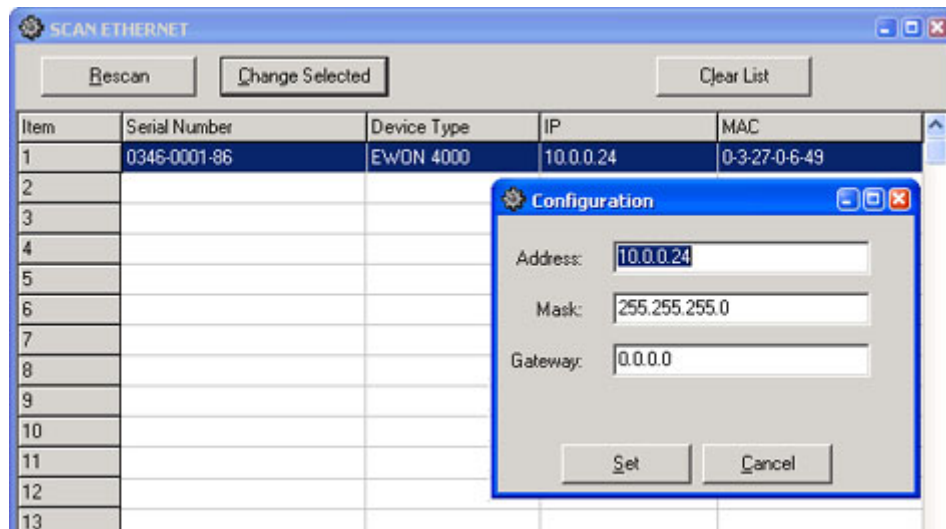 SCAN ETHERNET
Rescan Change Selected Clear List
Item Serial Number Device Type IP MAC
1 0346-0001-86 EWON 4000 10.0.0.24 0-3-27-0-6-49
2
Configuration
3
4
Address: 10.0.0.24
5
6
Mask: 255.255.255.0
7
8
Gateway: 0.0.0.0
9
10
11
Set Cancel
12
13